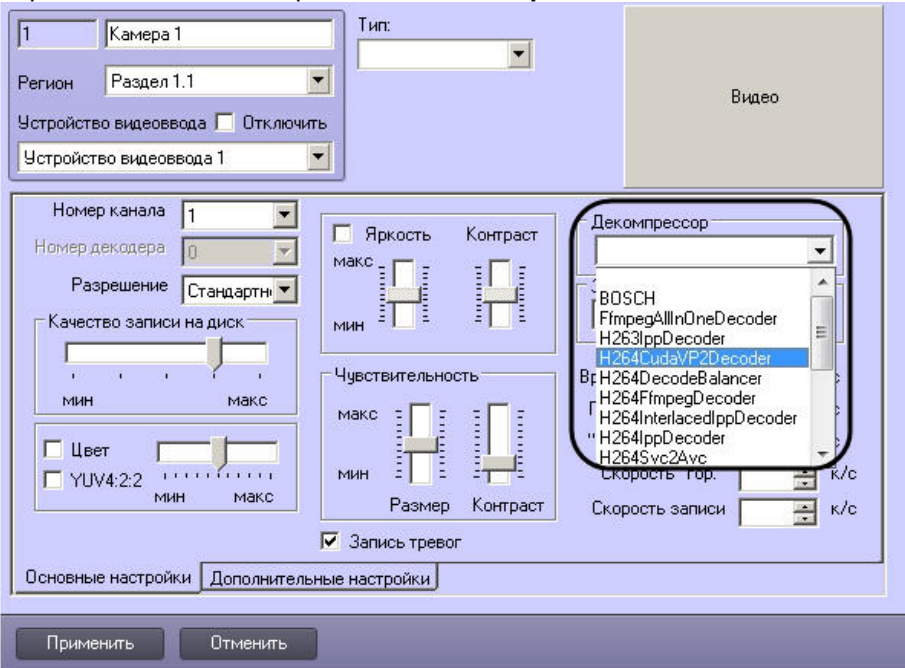 1
Камера 1
Тип:
Регион
Раздел 1.1
Устройство видеоввода
Отключить
Устройство видеоввода 1
Видео
Номер канала
1
Номер декодера
0
Разрешение
Стандартн
Качество записи на диск
мин
макс
Цвет
YUV4:2:2
мин
макс
Яркость
Контраст
макс
мин
Чувствительность
макс
мин
Размер
Контраст
Запись тревог
Декомпрессор
BOSCH
FfmpegAllInOneDecoder
H263IppDecoder
H264CudaVP2Decoder
H264DecodeBalancer
H264FfmpegDecoder
H264InterlacedIppDecoder
H264IppDecoder
H264Svc2Avc
к/с
Скорость записи
к/с
Основные настройки
Дополнительные настройки
Применить
Отменить